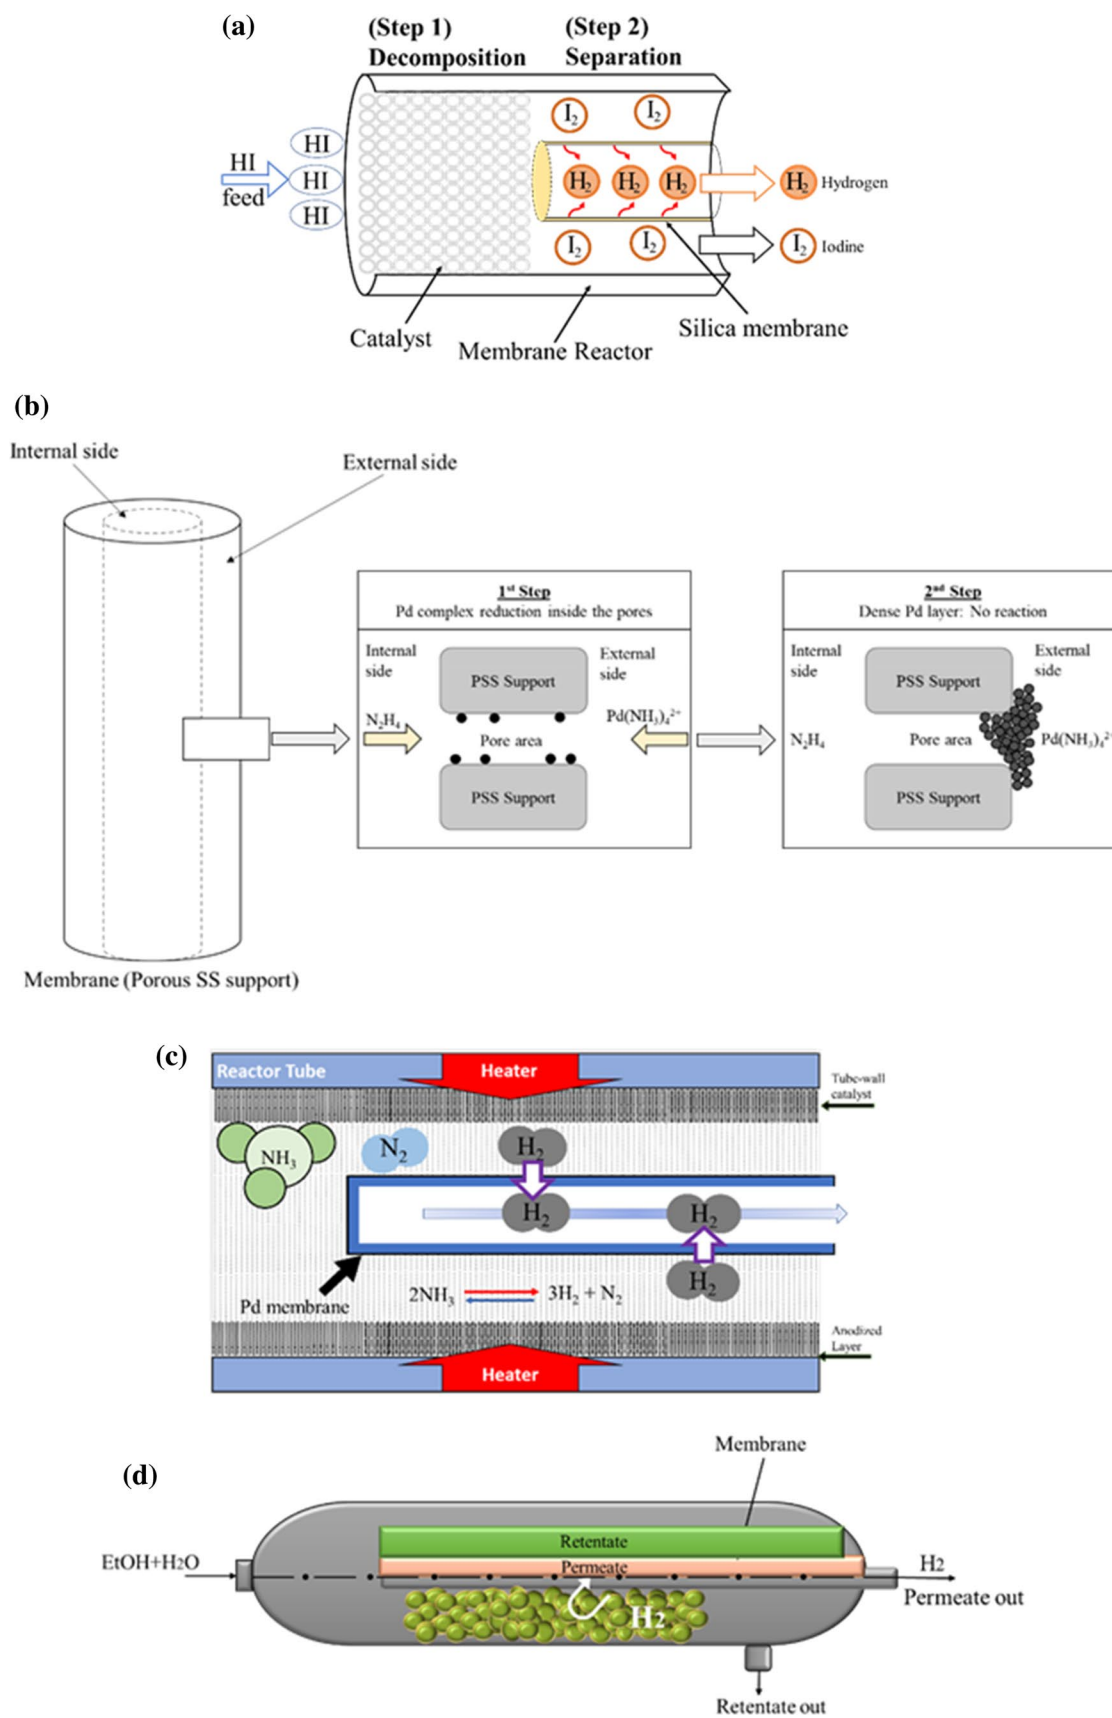 (a)
(Step 1)
Decomposition
(Step 2)
Separation
HI
feed
HI
HI
HI
I2
I2
H2
H2
H2
I2
I2
H2
Hydrogen
I2
Iodine
Catalyst
Membrane Reactor
Silica membrane
(b)
Internal side
External side
Membrane (Porous SS support)
1st Step
Pd complex reduction inside the pores
Internal
side
External
side
PSS Support
N2H4
Pd(NH3)4 2+
Pore area
PSS Support
2nd Step
Dense Pd layer: No reaction
Internal
side
External
side
PSS Support
N2H4
Pore area
Pd(NH3)4 2+
PSS Support
(c)
Reactor Tube
Heater
Tube-wall
catalyst
NH3
N2
H2
H2
H2
H2
Pd membrane
2NH3
3H2 + N2
Anodized
Layer
Heater
(d)
Membrane
Retentate
EtOH+H2O
Permeate
H2
Permeate out
H2
Retentate out